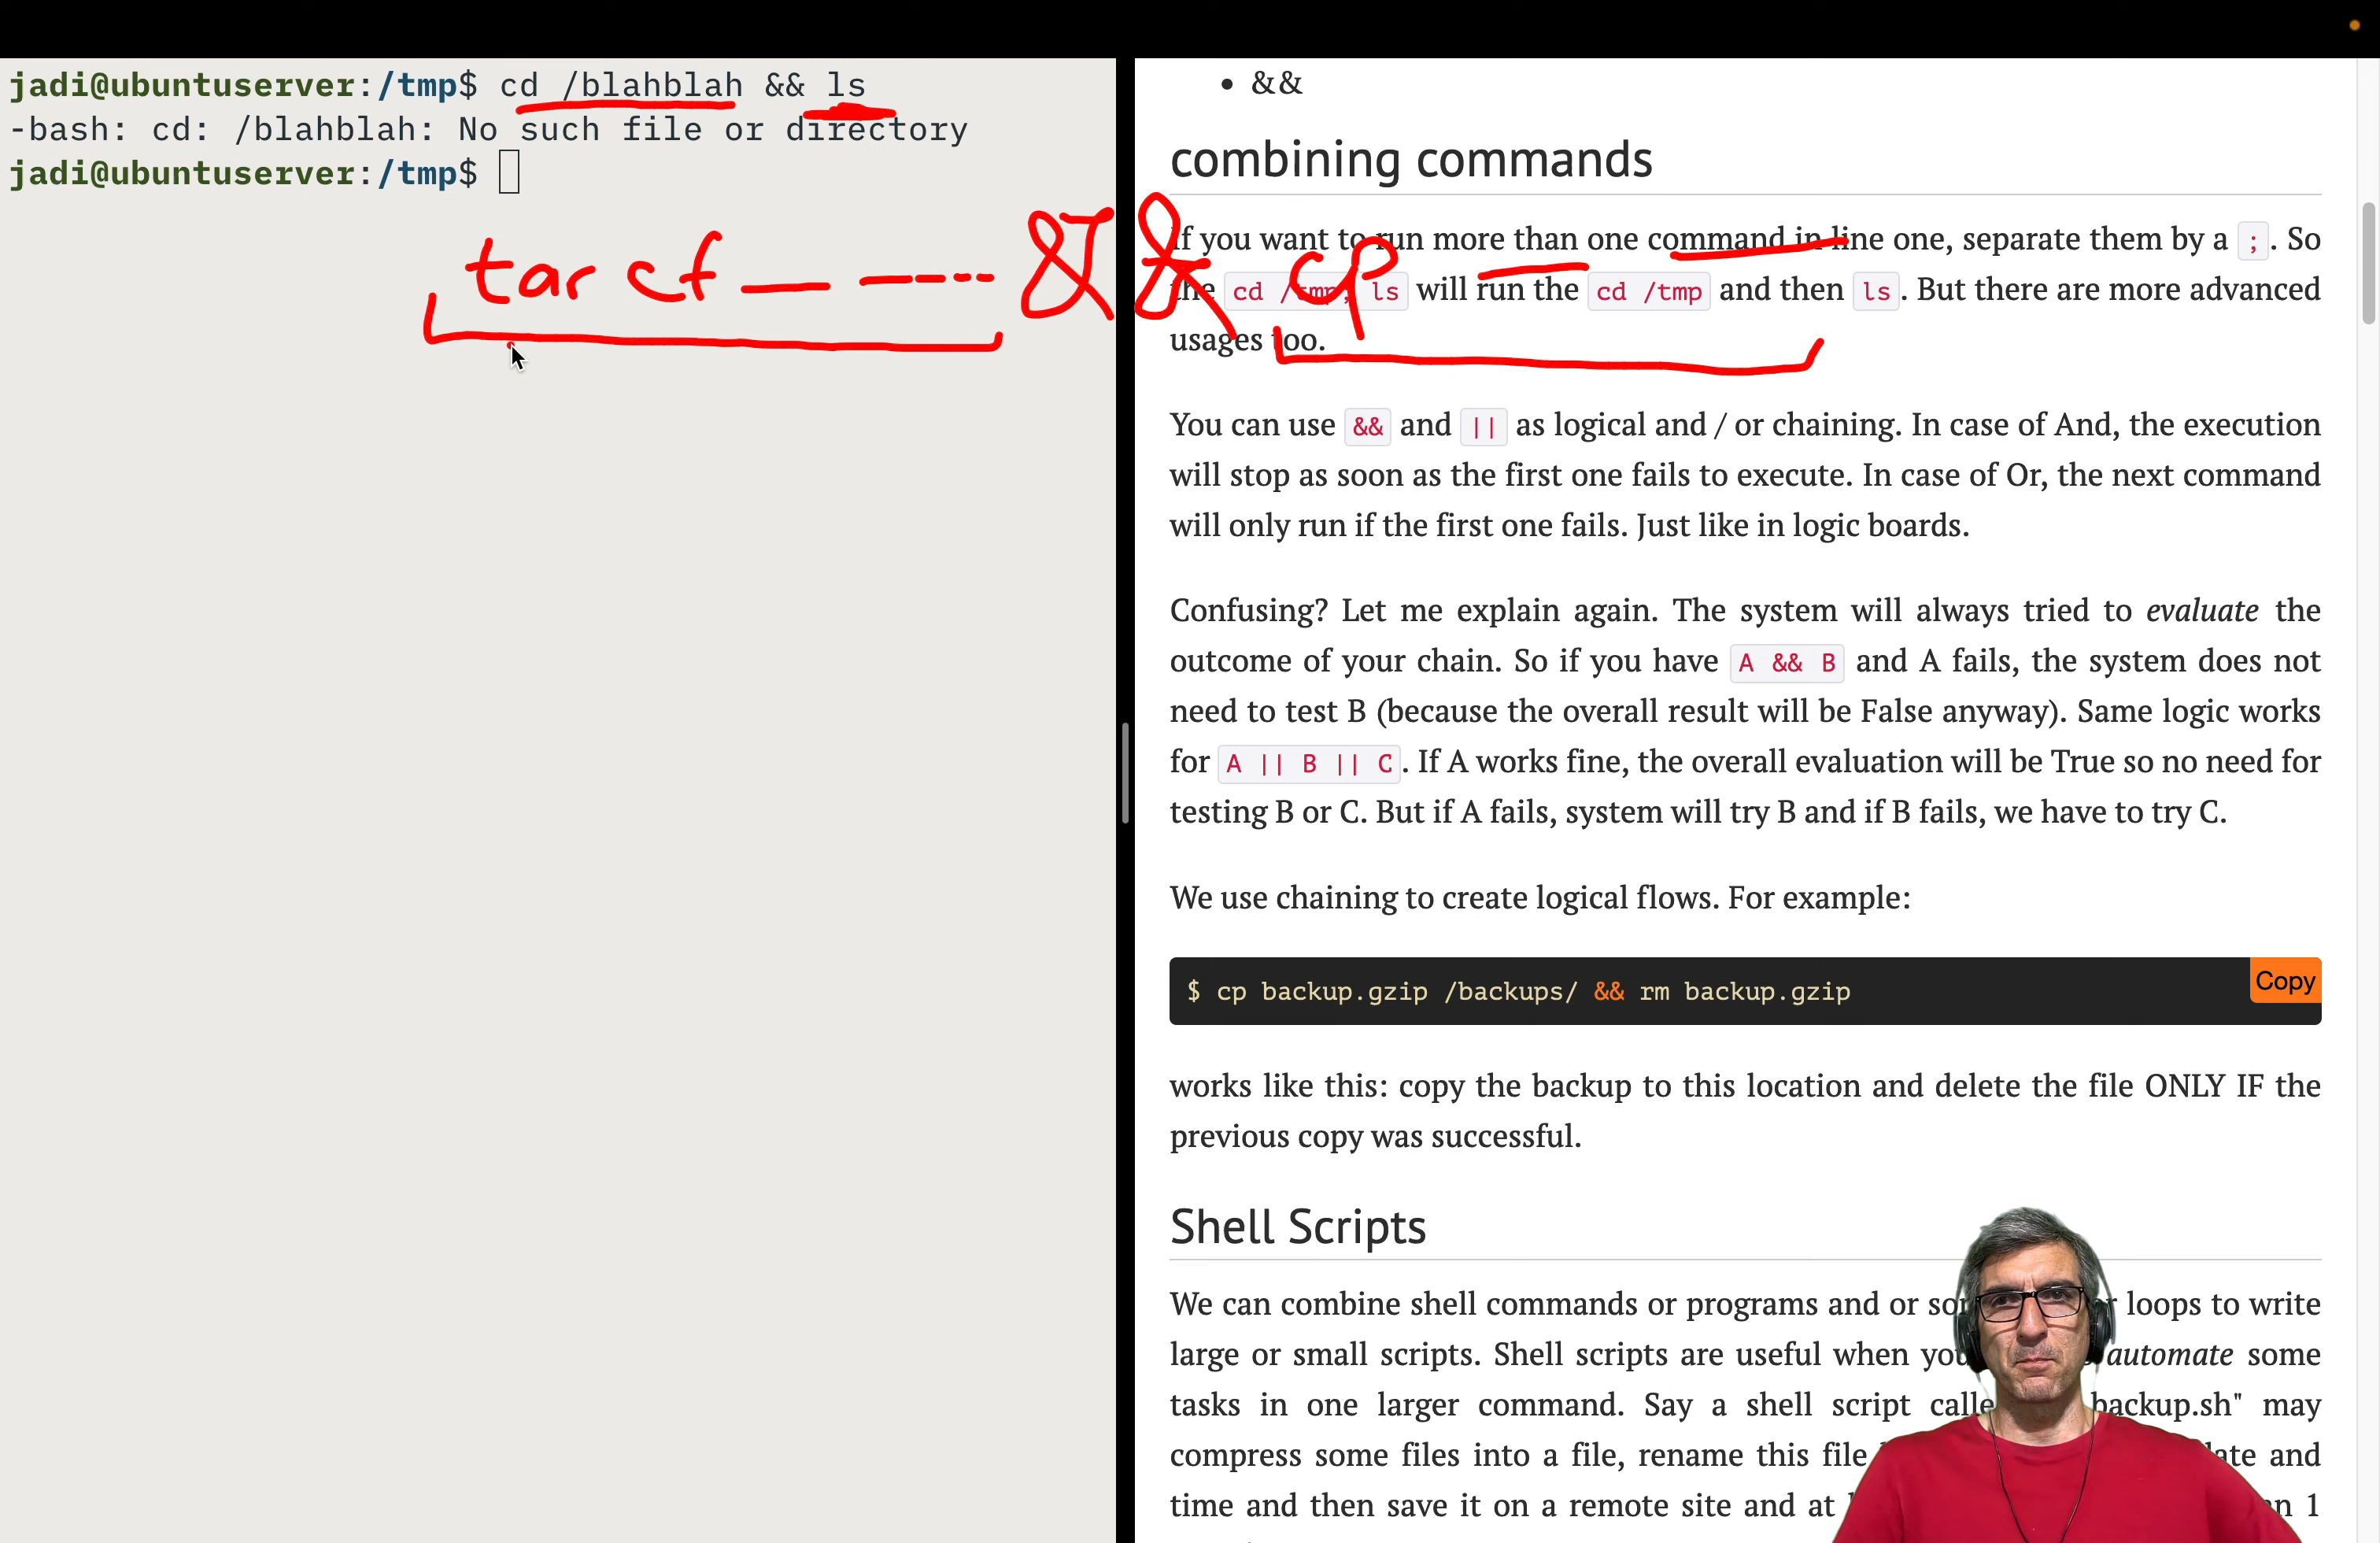 jadi@ubuntuserver:/tmp$ cd /blahblah && ls
-bash: cd: /blahblah: No such file or directory
jadi@ubuntuserver:/tmp$
tar cf
&&
cp
• &&
combining commands
If you want to run more than one command in line one, separate them by a ; . So
the cd /tmp; ls will run the cd /tmp and then ls . But there are more advanced
usages too.
You can use && and || as logical and / or chaining. In case of And, the execution
will stop as soon as the first one fails to execute. In case of Or, the next command
will only run if the first one fails. Just like in logic boards.
Confusing? Let me explain again. The system will always tried to evaluate the
outcome of your chain. So if you have A && B and A fails, the system does not
need to test B (because the overall result will be False anyway). Same logic works
for A || B || C . If A works fine, the overall evaluation will be True so no need for
testing B or C. But if A fails, system will try B and if B fails, we have to try C.
We use chaining to create logical flows. For example:
$ cp backup.gzip /backups/ && rm backup.gzip
Copy
works like this: copy the backup to this location and delete the file ONLY IF the
previous copy was successful.
Shell Scripts
We can combine shell commands or programs and or loops to write
large or small scripts. Shell scripts are useful when automate some
tasks in one larger command. Say a shell script backup.sh" may
compress some files into a file, rename this file and
time and then save it on a remote site and at 1